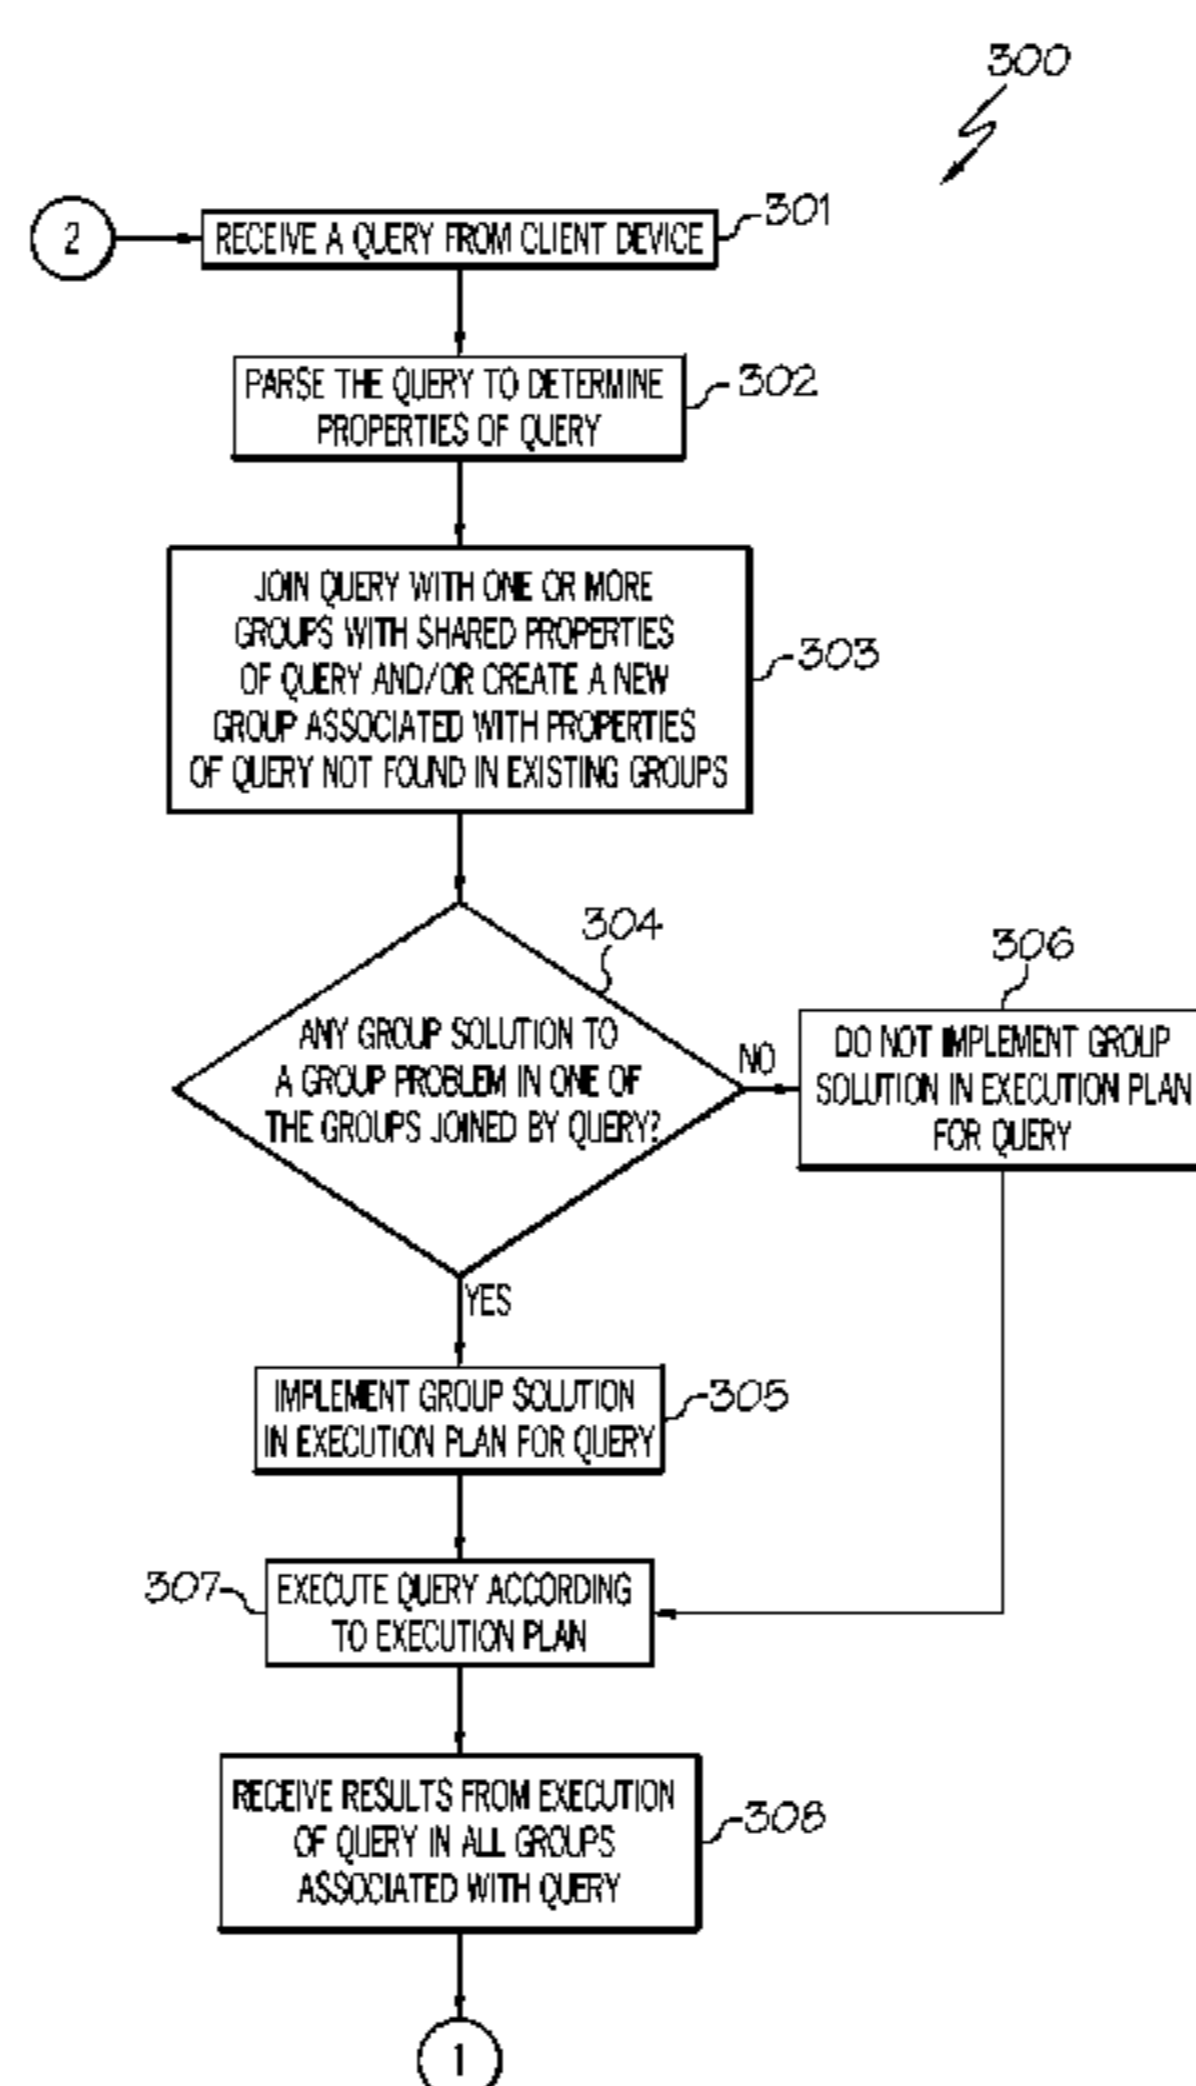 300
2
RECEIVE A QUERY FROM CLIENT DEVICE
301
PARSE THE QUERY TO DETERMINE
PROPERTIES OF QUERY
302
JOIN QUERY WITH ONE OR MORE
GROUPS WITH SHARED PROPERTIES
OF QUERY AND/OR CREATE A NEW
GROUP ASSOCIATED WITH PROPERTIES
OF QUERY NOT FOUND IN EXISTING GROUPS
303
304
ANY GROUP SOLUTION TO
A GROUP PROBLEM IN ONE OF
THE GROUPS JOINED BY QUERY?
NO
306
DO NOT IMPLEMENT GROUP
SOLUTION IN EXECUTION PLAN
FOR QUERY
YES
IMPLEMENT GROUP SOLUTION
IN EXECUTION PLAN FOR QUERY
305
307
EXECUTE QUERY ACCORDING
TO EXECUTION PLAN
RECEIVE RESULTS FROM EXECUTION
OF QUERY IN ALL GROUPS
ASSOCIATED WITH QUERY
308
1